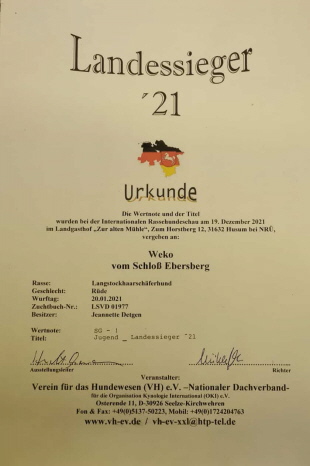 Landessieger
´21
Urkunde
Die Wertnote und der Titel
wurden bei der Internationalen Rassehundeschau am 19. Dezember 2021
im Landgasthof „Zur alten Mühle“, Zum Horstberg 12, 31632 Husum bei NRÜ,
vergeben an:
Weko
vom Schloß Ebersberg
Rasse: Langstockhaarschäferhund
Geschlecht: Rüde
Wurftag: 20.01.2021
Zuchtbuch-Nr.: LSVD 01977
Besitzer: Jeannette Detgen
Wertnote: SG - 1
Titel: Jugend _ Landessieger ´21
Ausstellungsleiter Richter
Veranstalter:
Verein für das Hundewesen (VH) e.V. –Nationaler Dachverband-
für die Organisation Kynologie International (OKI) e.V.
Osterende 11, D-30926 Seelze-Kirchwehren
Fon & Fax: +49(0)5137-50223, Mobil: +49(0)1724204763
www.vh-ev.de / vh-ev-xxl@htp-tel.de